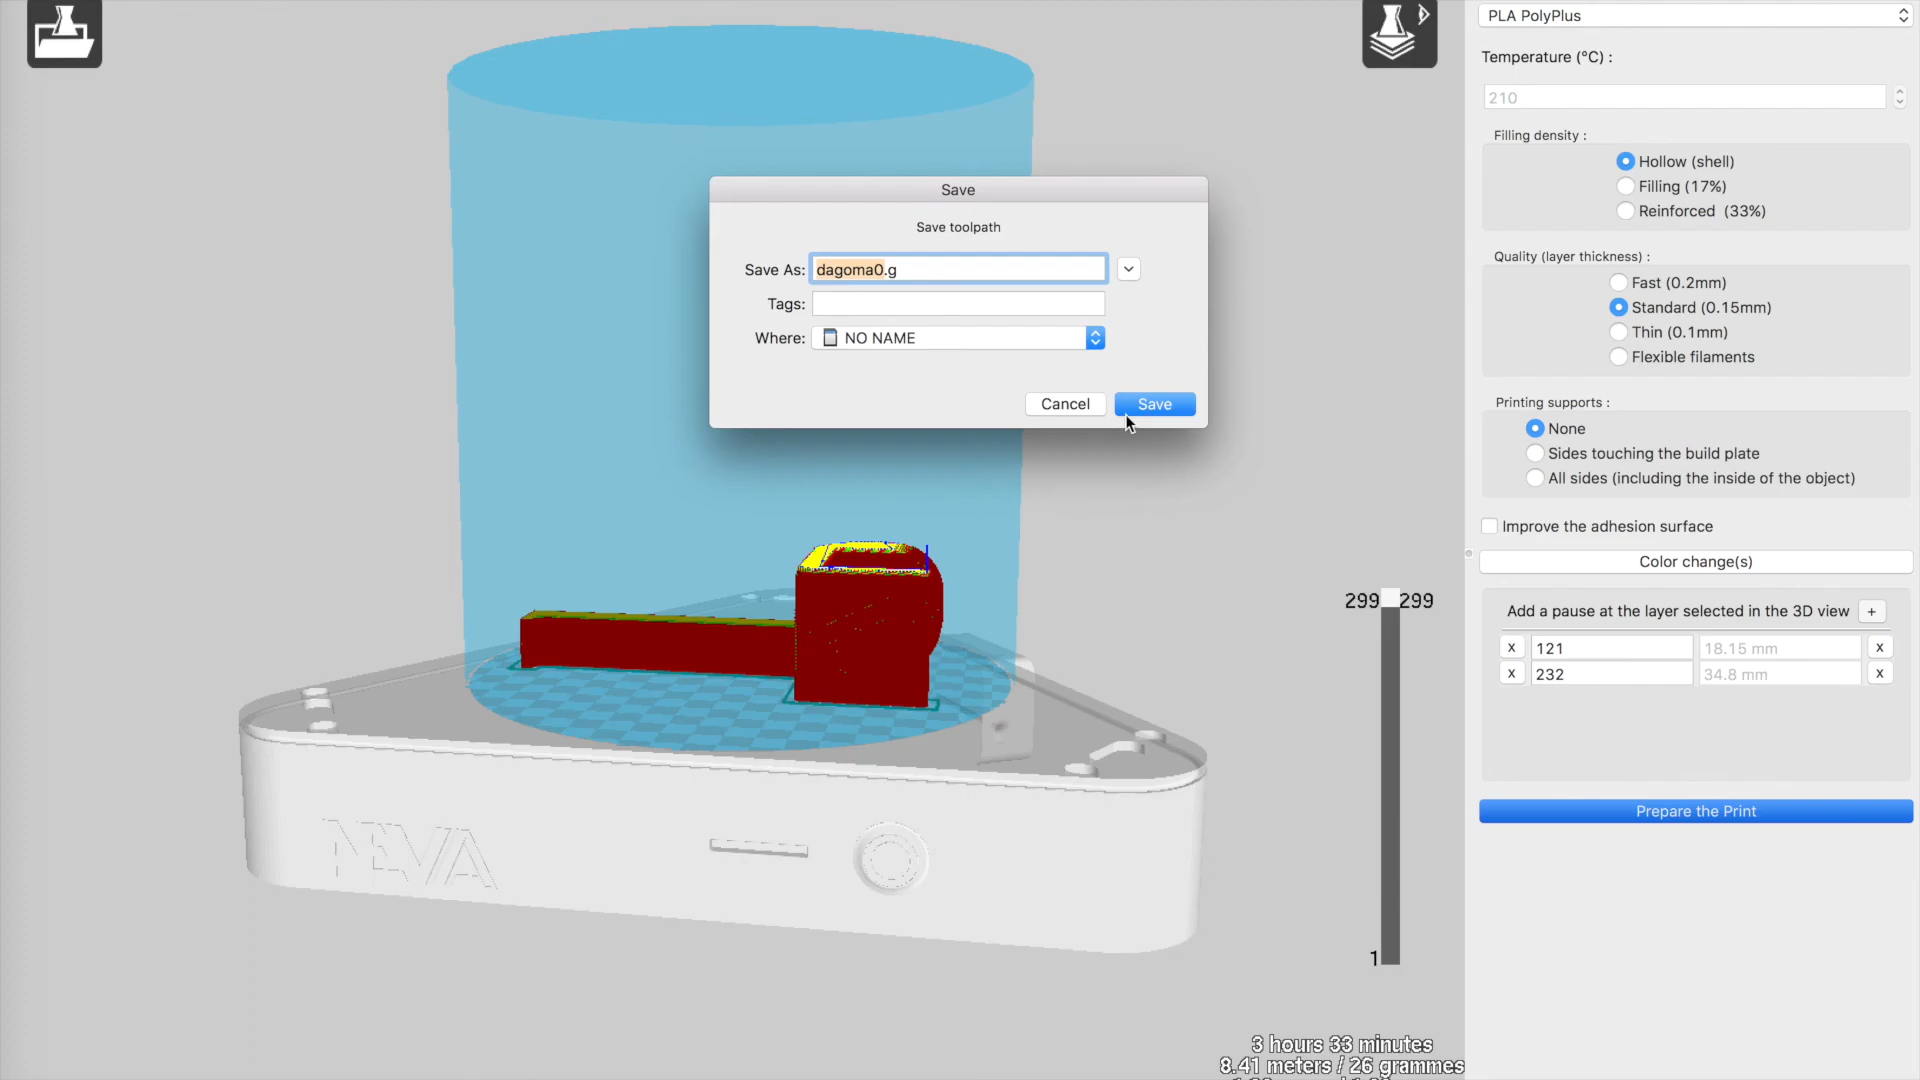 PLA PolyPlus
Temperature (°C) :
210
Filling density :
Hollow (shell)
Filling (17%)
Reinforced (33%)
Quality (layer thickness) :
Fast (0.2mm)
Standard (0.15mm)
Thin (0.1mm)
Flexible filaments
Printing supports :
None
Sides touching the build plate
All sides (including the inside of the object)
Improve the adhesion surface
Color change(s)
Add a pause at the layer selected in the 3D view +
x 121 18.15 mm x
x 232 34.8 mm x
Prepare the Print
Save
Save toolpath
Save As: dagoma0.g
Tags:
Where: NO NAME
Cancel Save
299 299
1
NEVA
3 hours 33 minutes
8.41 meters / 26 grammes